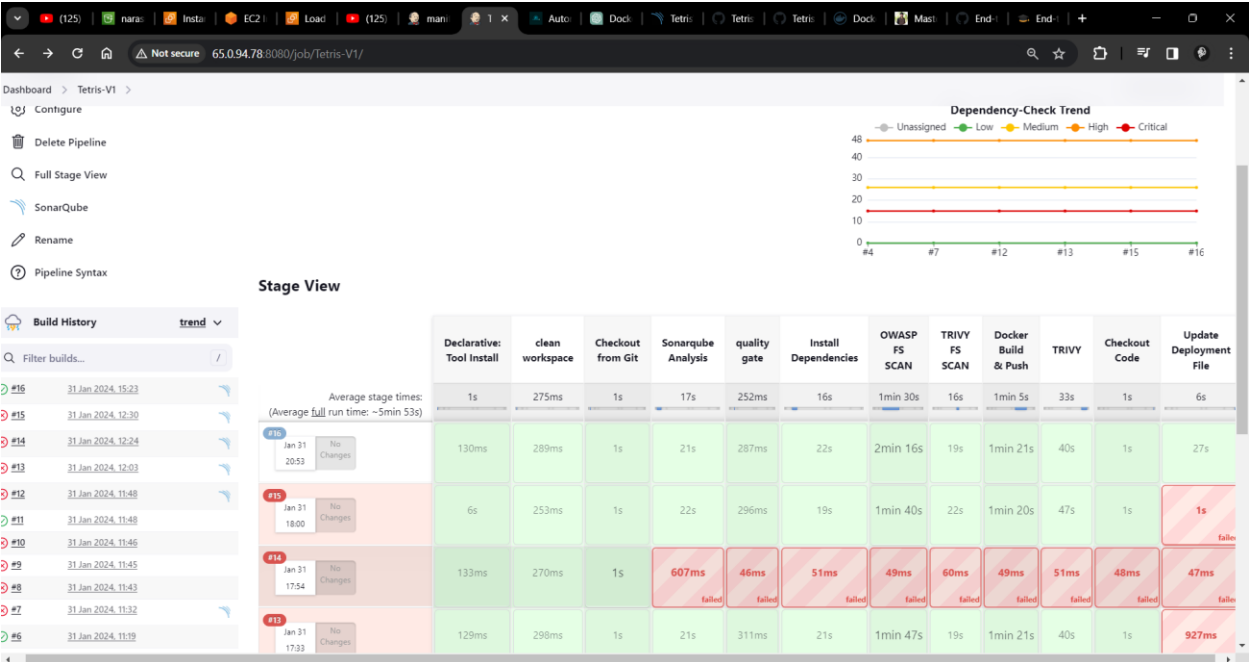 (125)
naras
Insta
EC2 I
Load
(125)
mani
1
Autor
Dock
Tetris
Tetris
Tetris
Dock
Mast
End-t
End-t
Not secure
65.0.94.78:8080/job/Tetris-V1/
Dashboard > Tetris-V1 >
Configure
Delete Pipeline
Full Stage View
SonarQube
Rename
Pipeline Syntax
Dependency-Check Trend
Unassigned Low Medium High Critical
48
40
30
20
10
0
#4 #7 #12 #13 #15 #16
Stage View
Build History trend
Filter builds... /
#16 31 Jan 2024, 15:23
#15 31 Jan 2024, 12:30
#14 31 Jan 2024, 12:24
#13 31 Jan 2024, 12:03
#12 31 Jan 2024, 11:48
#11 31 Jan 2024, 11:48
#10 31 Jan 2024, 11:46
#9 31 Jan 2024, 11:45
#8 31 Jan 2024, 11:43
#7 31 Jan 2024, 11:32
#6 31 Jan 2024, 11:19
Declarative:
Tool Install
clean
workspace
Checkout
from Git
Sonarqube
Analysis
quality
gate
Install
Dependencies
OWASP
FS
SCAN
TRIVY
FS
SCAN
Docker
Build
& Push
TRIVY
Checkout
Code
Update
Deployment
File
Average stage times:
(Average full run time: ~5min 53s)
1s 275ms 1s 17s 252ms 16s 1min 30s 16s 1min 5s 33s 1s 6s
#16
Jan 31
20:53
No
Changes
130ms 289ms 1s 21s 287ms 22s 2min 16s 19s 1min 21s 40s 1s 27s
#15
Jan 31
18:00
No
Changes
6s 253ms 1s 22s 296ms 19s 1min 40s 22s 1min 20s 47s 1s 1s
failed
#14
Jan 31
17:54
No
Changes
133ms 270ms 1s 607ms 46ms 51ms 49ms 60ms 49ms 51ms 48ms 47ms
failed failed failed failed failed failed failed failed failed
#13
Jan 31
17:33
No
Changes
129ms 298ms 1s 21s 311ms 21s 1min 47s 19s 1min 21s 40s 1s 927ms